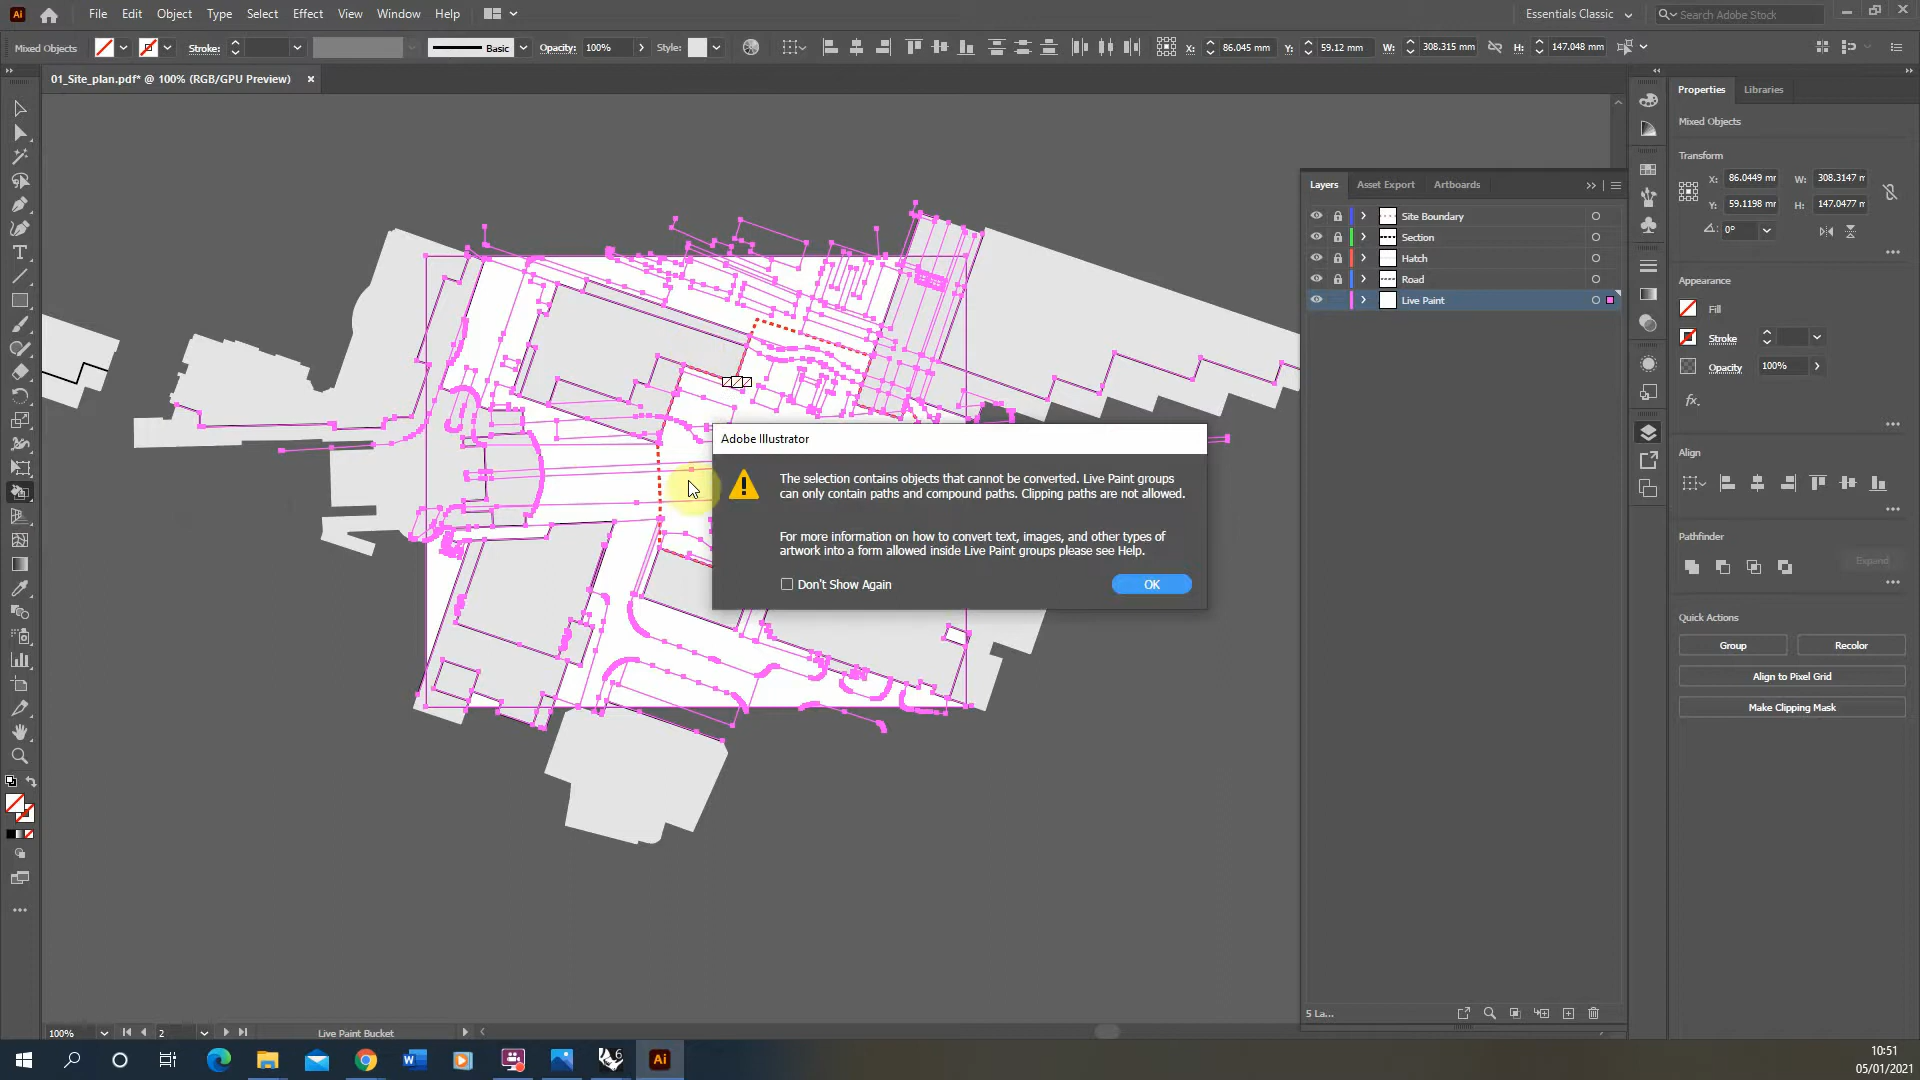 Ai File Edit Object Type Select Effect View Window Help Essentials Classic Search Adobe Stock
Mixed Objects Stroke: Basic Opacity: 100% Style: X: 86.045 mm Y: 59.12 mm W: 308.315 mm H: 147.048 mm
01_Site_plan.pdf* @ 100% (RGB/GPU Preview)
Properties Libraries
Mixed Objects
Transform
X: 86.0449 mr W: 308.3147 r
Y: 59.1198 mr H: 147.0477 r
0°
Layers Asset Export Artboards
Site Boundary
Section
Hatch
Road
Live Paint
Appearance
Fill
Stroke
Opacity 100%
fx.
Align
Pathfinder
Expand
Quick Actions
Group Recolor
Align to Pixel Grid
Make Clipping Mask
Adobe Illustrator
The selection contains objects that cannot be converted. Live Paint groups
can only contain paths and compound paths. Clipping paths are not allowed.
For more information on how to convert text, images, and other types of
artwork into a form allowed inside Live Paint groups please see Help.
Don't Show Again
OK
5 La...
100% 2 Live Paint Bucket
6 Ai
10:51
05/01/2021